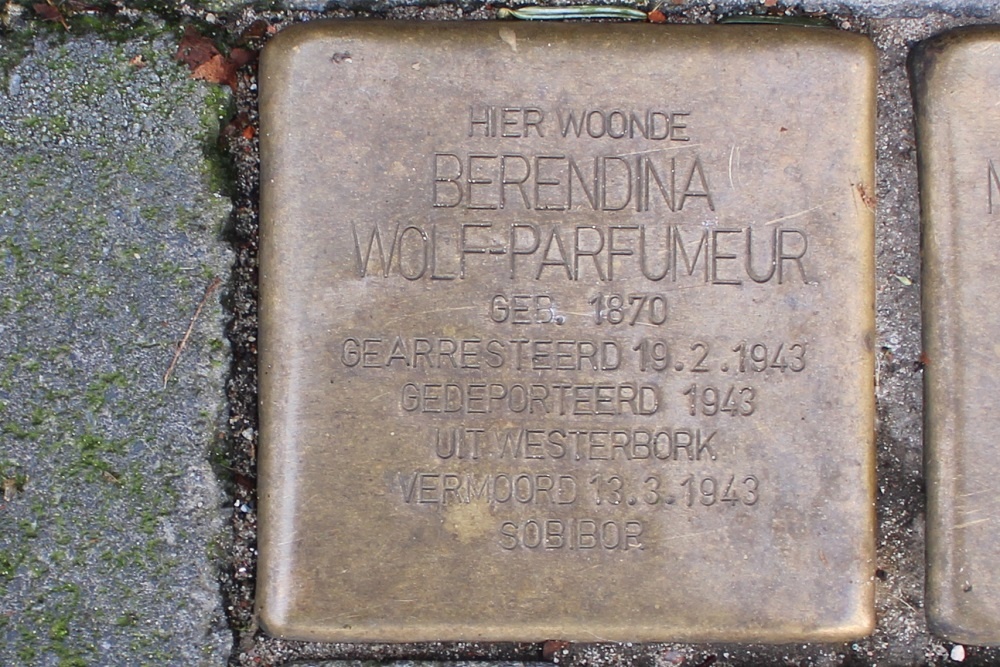 HIER WOONDE
BERENDINA
WOLF-PARFUMEUR
GEB. 1870
GEARRESTEERD 19.2.1943
GEDEPORTEERD 1943
UIT WESTERBORK
VERMOORD 13.3.1943
SOBIBOR